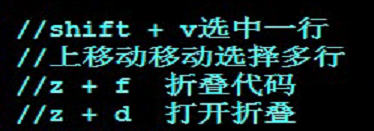 //shift + v选中一行
//上移动移动选择多行
//z + f  折叠代码
//z + d  打开折叠